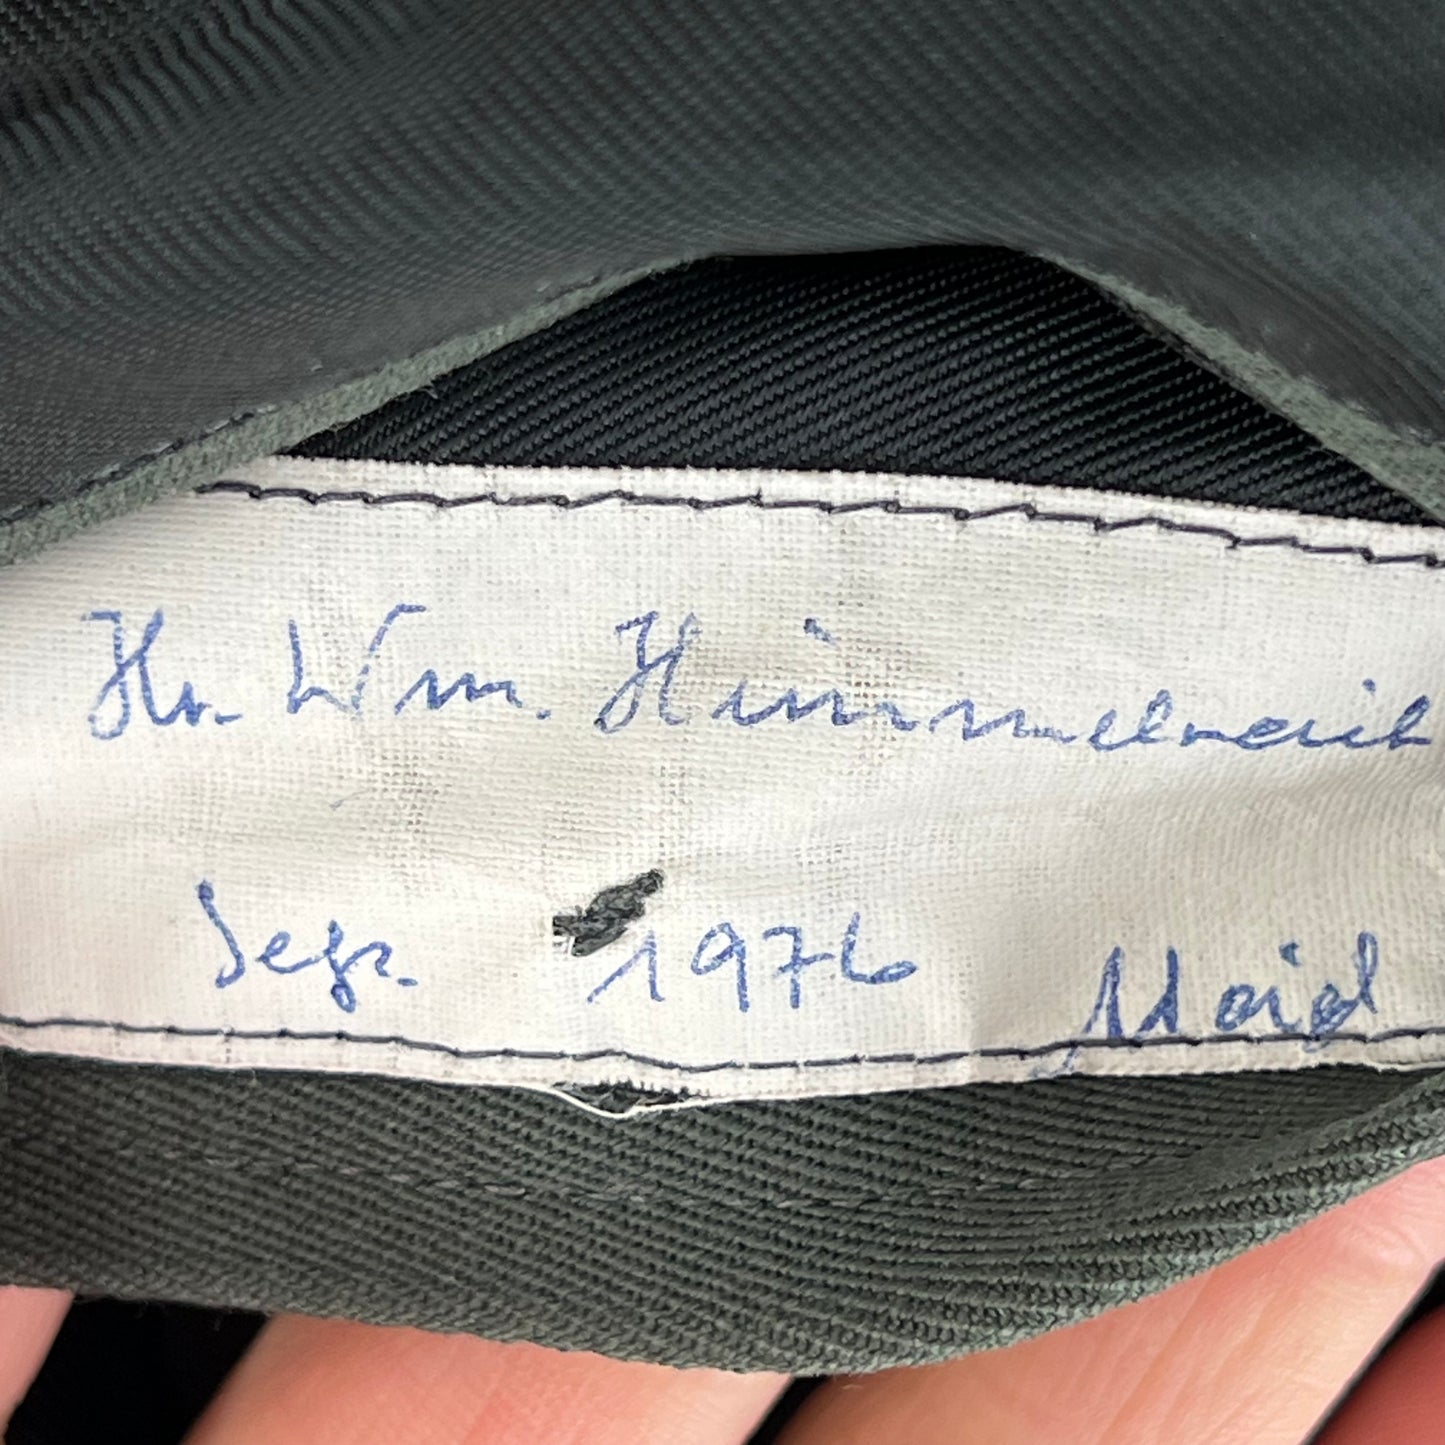 Hr. Wm. Himmelreich
Sept. 1976